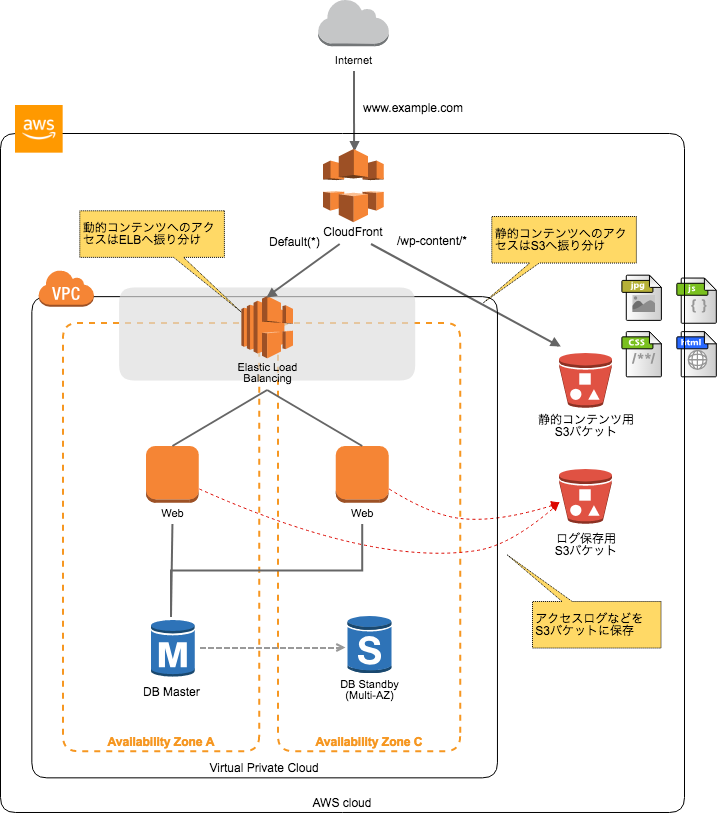 Internet
www.example.com
aws
CloudFront
動的コンテンツへのアク
セスはELBへ振り分け
Default(*)
/wp-content/*
静的コンテンツへのアク
セスはS3へ振り分け
VPC
jpg
js
{ }
CSS
/**/
html
Elastic Load
Balancing
静的コンテンツ用
S3バケット
Web
Web
ログ保存用
S3バケット
アクセスログなどを
S3バケットに保存
M
S
DB Master
DB Standby
(Multi-AZ)
Availability Zone A
Availability Zone C
Virtual Private Cloud
AWS cloud